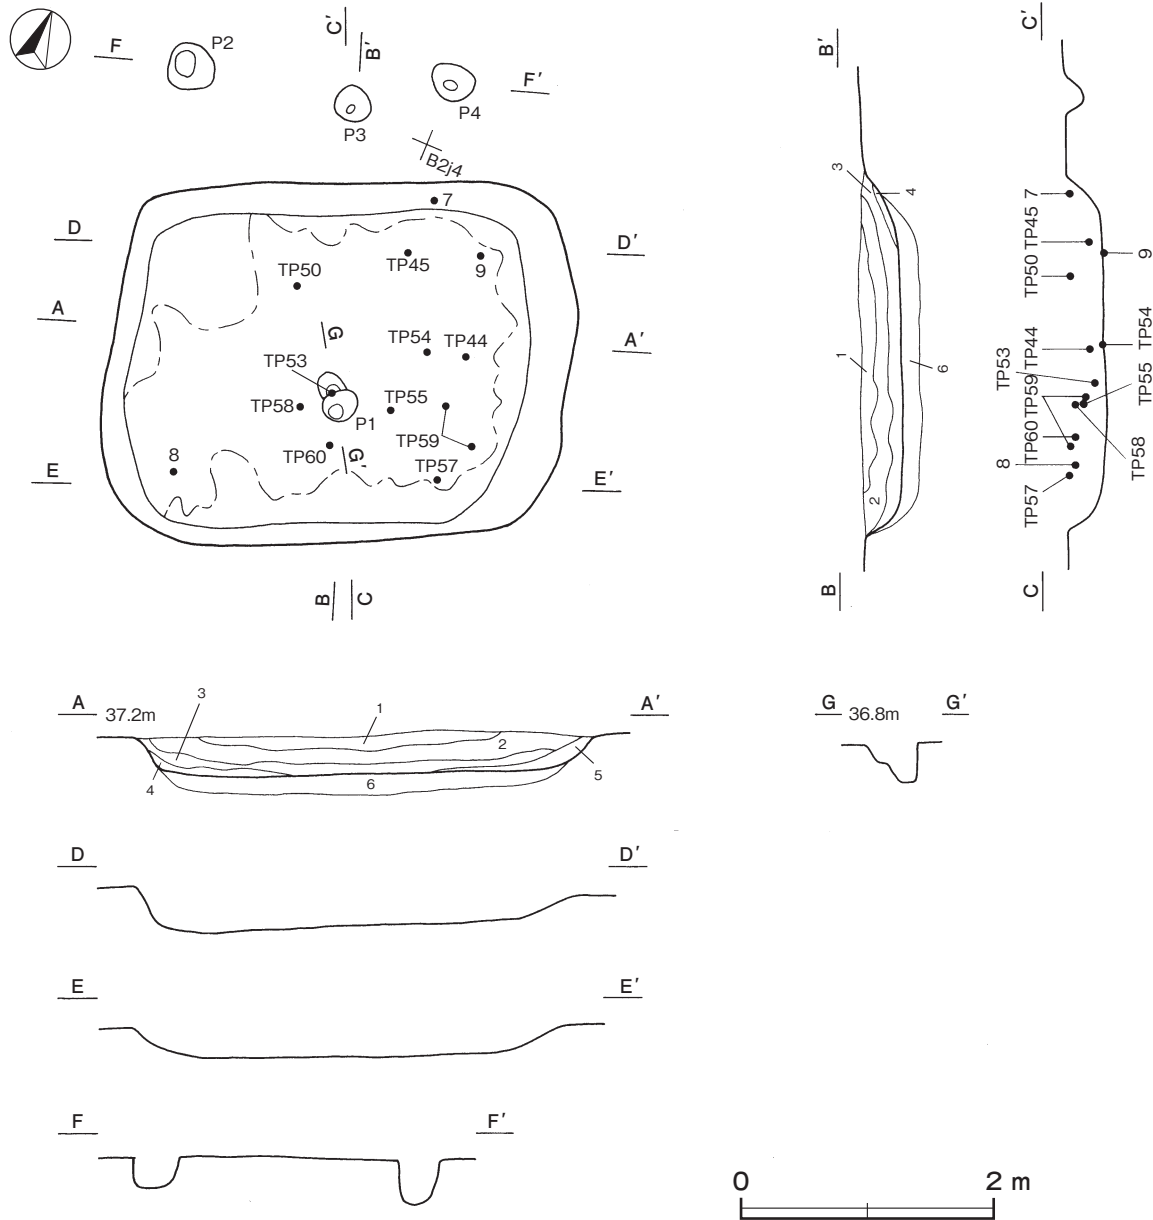 F
P2
C′
B′
F′
P3
P4
B2j4
7
D
D′
TP50
TP45
9
A
G
A′
TP54
TP44
TP53
TP58
P1
TP55
TP59
8
TP60
G′
TP57
E
E′
B
C
B′
3
4
1
6
2
B
C′
7
TP45
TP50
9
TP44
TP54
TP53
TP59
TP55
TP60
TP58
8
TP57
C
A
37.2m
3
1
2
A′
4
6
5
G
36.8m
G′
D
D′
E
E′
F
F′
0
2 m